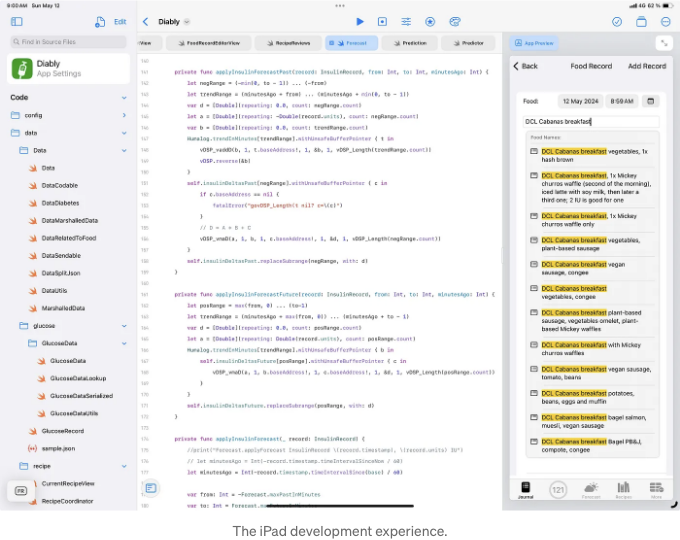 9:00 AM Sun May 12
4G 62%
Edit
Diably
Find in Source Files
Diably
App Settings
Code
config
data
Data
Data
DataCodable
DataDiabetes
DataMarshalledData
DataRelatedToFood
DataSendable
DataSplitJson
DataUtils
MarshalledData
glucose
GlucoseData
GlucoseData
GlucoseDataLookup
GlucoseDataSerialized
GlucoseDataUtils
GlucoseRecord
sample.json
recipe
CurrentRecipeView
RecipeCoordinator
View
FoodRecordEditorView
RecipeReviews
Forecast
Prediction
Predictor
private func applyInsulinForecastPast(record: InsulinRecord, from: Int, to: Int, minutesAgo: Int) {
let negRange = (-min(0, to - 2)) ... (-from)
let trendRange = (minutesAgo + from) ... (minutesAgo + min(0, to - 1))
var d = [Double](repeating: 0.0, count: negRange.count)
let a = [Double](repeating: -Double(record.units), count: negRange.count)
var b = [Double](repeating: 0.0, count: trendRange.count)
Humalog.trendInMinutes[trendRange].withUnsafeBufferPointer { t in
vDSP_vaddD(b, 1, t.baseAddress!, 1, &b, 1, vDSP_Length(trendRange.count))
vDSP.reverse(&b)
}
self.insulinDeltasPast[negRange].withUnsafeBufferPointer { c in
if c.baseAddress == nil {
}
// D = A * B + C
vDSP_vmaD(a, 1, b, 1, c.baseAddress!, 1, &d, 1, vDSP_Length(negRange.count))
}
self.insulinDeltasPast.replaceSubrange(negRange, with: d)
}
private func applyInsulinForecastFuture(record: InsulinRecord, from: Int, to: Int, minutesAgo: Int) {
let posRange = max(from, 0) ... (to-1)
let trendRange = (minutesAgo + max(from, 0)) ... (minutesAgo + to - 1)
var d = [Double](repeating: 0.0, count: posRange.count)
let a = [Double](repeating: Double(record.units), count: posRange.count)
Humalog.trendInMinutes[trendRange].withUnsafeBufferPointer { b in
self.insulinDeltasFuture[posRange].withUnsafeBufferPointer { c in
vDSP_vmaD(a, 1, b.baseAddress!, 1, c.baseAddress!, 1, &d, 1, vDSP_Length(posRange.count))
}
}
self.insulinDeltasFuture.replaceSubrange(posRange, with: d)
}
private func applyInsulinForecast(_ record: InsulinRecord) {
//print("forecast.applyForecast InsulinRecord \(record.timestamp), \(record.units) IU")
// let minutesAgo = Int(-record.timestamp.timeIntervalSinceNow / 60)
let minutesAgo = Int(-record.timestamp.timeIntervalSince(base) / 60)
var from: Int = -Forecast.maxPastInMinutes
App Preview
Back
Food Record
Add Record
Food:
12 May 2024
8:59 AM
DCL Cabanas breakfast
Food Names:
DCL Cabanas breakfast vegetables, 1x
hash brown
DCL Cabanas breakfast, 1x Mickey
churros waffle (second of the morning),
iced latte with soy milk, then later a
third one; 2 IU is good for one
DCL Cabanas breakfast, 1x Mickey
churros waffle only
DCL Cabanas breakfast vegetables,
plant-based sausage
DCL Cabanas breakfast vegan
sausage, congee
DCL Cabanas breakfast
vegetables, congee
DCL Cabanas breakfast plant-based
sausage, vegetables omelet, plant-
based Mickey waffles
DCL Cabanas breakfast with Mickey
churros waffles
DCL Cabanas breakfast vegan sausage,
tomato, beans
DCL Cabanas breakfast potatoes,
beans, eggs and muffin
DCL Cabanas breakfast bagel salmon,
muesli, vegan sausage
DCL Cabanas breakfast Bagel PB&J,
compote, congee
Journal
121
Forecast
Recipes
More
The iPad development experience.